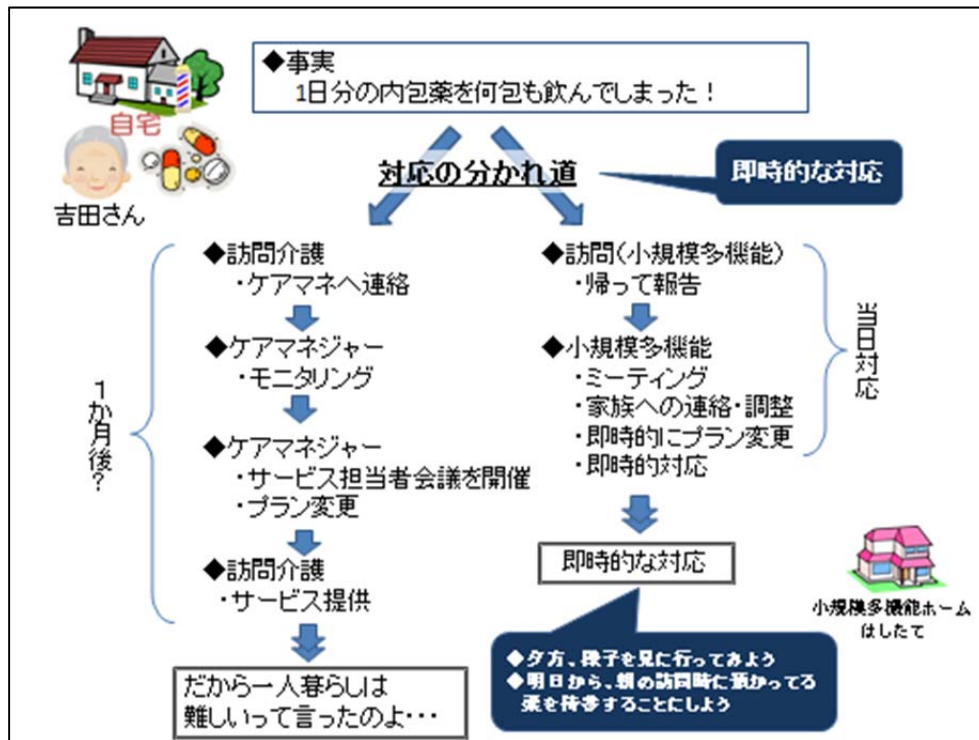 ◆事実
1日分の内包薬を何包も飲んでしまった！
自宅
吉田さん
対応の分かれ道
即時的な対応
◆訪問介護
・ケアマネへ連絡
◆ケアマネジャー
・モニタリング
◆ケアマネジャー
・サービス担当者会議を開催
・プラン変更
◆訪問介護
・サービス提供
1か月後？
だから一人暮らしは
難しいって言ったのよ・・・
◆訪問(小規模多機能)
・帰って報告
◆小規模多機能
・ミーティング
・家族への連絡・調整
・即時的にプラン変更
・即時的対応
当日対応
即時的な対応
◆夕方、様子を見に行ってみよう
◆明日から、朝の訪問時に預かってる
薬を持参することにしよう
小規模多機能ホーム
はしたて